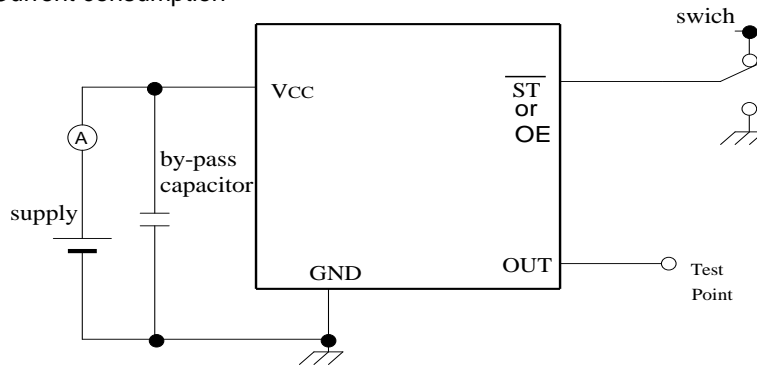 Current consumption
swich
VCC
ST
or
OE
A
by-pass
capacitor
supply
GND
OUT
Test
Point